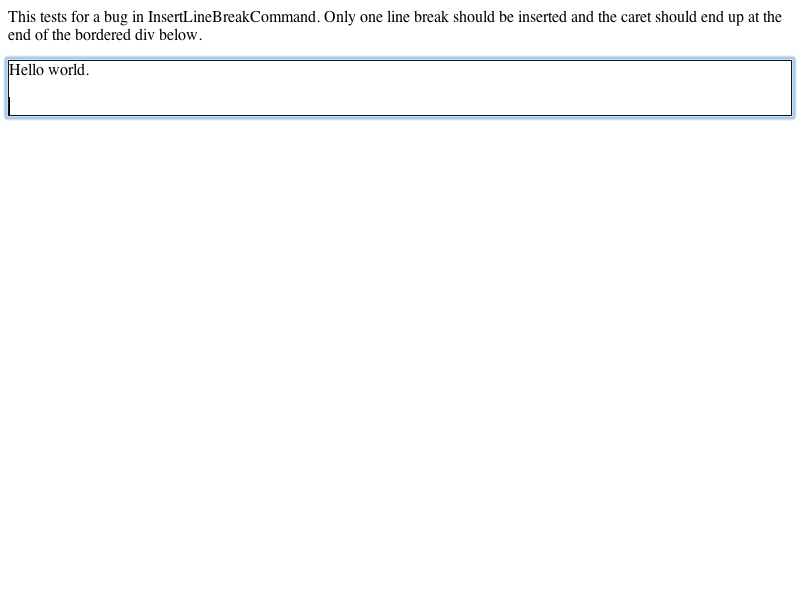 This tests for a bug in InsertLineBreakCommand. Only one line break should be inserted and the caret should end up at the
end of the bordered div below.
Hello world.